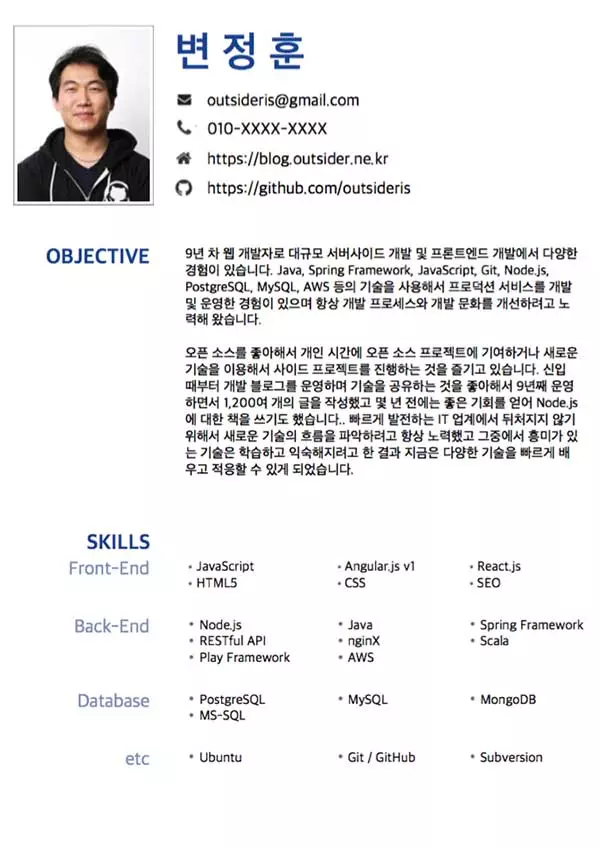 변정훈
outsideris@gmail.com
010-XXXX-XXXX
https://blog.outsider.ne.kr
https://github.com/outsideris
OBJECTIVE
9년 차 웹 개발자로 대규모 서버사이드 개발 및 프론트엔드 개발에서 다양한
경험이 있습니다. Java, Spring Framework, JavaScript, Git, Node.js,
PostgreSQL, MySQL, AWS 등의 기술을 사용해서 프로덕션 서비스를 개발
및 운영한 경험이 있으며 항상 개발 프로세스와 개발 문화를 개선하려고 노
력해 왔습니다.
오픈 소스를 좋아해서 개인 시간에 오픈 소스 프로젝트에 기여하거나 새로운
기술을 이용해서 사이드 프로젝트를 진행하는 것을 즐기고 있습니다. 신입
때부터 개발 블로그를 운영하며 기술을 공유하는 것을 좋아해서 9년째 운영
하면서 1,200여 개의 글을 작성했고 몇 년 전에는 좋은 기회를 얻어 Node.js
에 대한 책을 쓰기도 했습니다.. 빠르게 발전하는 IT 업계에서 뒤처지지 않기
위해서 새로운 기술의 흐름을 파악하려고 항상 노력했고 그중에서 흥미가 있
는 기술은 학습하고 익숙해지려고 한 결과 지금은 다양한 기술을 빠르게 배
우고 적응할 수 있게 되었습니다.
SKILLS
Front-End
• JavaScript • Angular.js v1 • React.js
• HTML5 • CSS • SEO
Back-End
• Node.js • Java • Spring Framework
• RESTful API • nginX • Scala
• Play Framework • AWS
Database
• PostgreSQL • MySQL • MongoDB
• MS-SQL
etc
• Ubuntu • Git / GitHub • Subversion